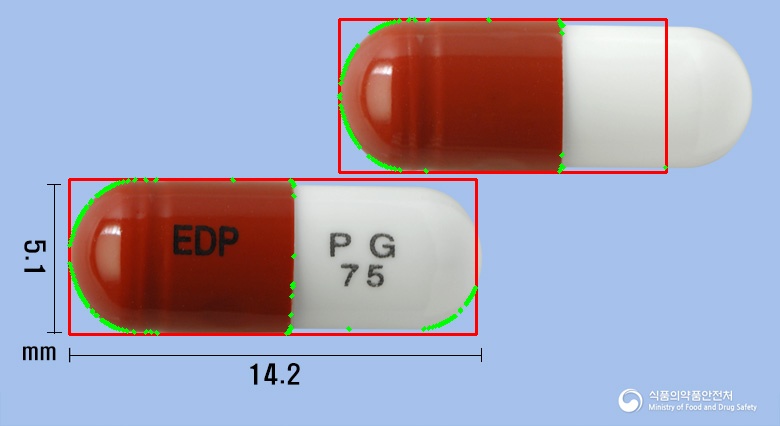 EDP
P G
75
5.1
mm
14.2
식품의약품안전처
Ministry of Food and Drug Safety